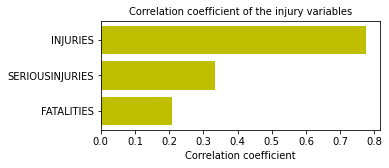 Correlation coefficient of the injury variables
INJURIES
SERIOUSINJURIES
FATALITIES
0.0 0.1 0.2 0.3 0.4 0.5 0.6 0.7 0.8
Correlation coefficient